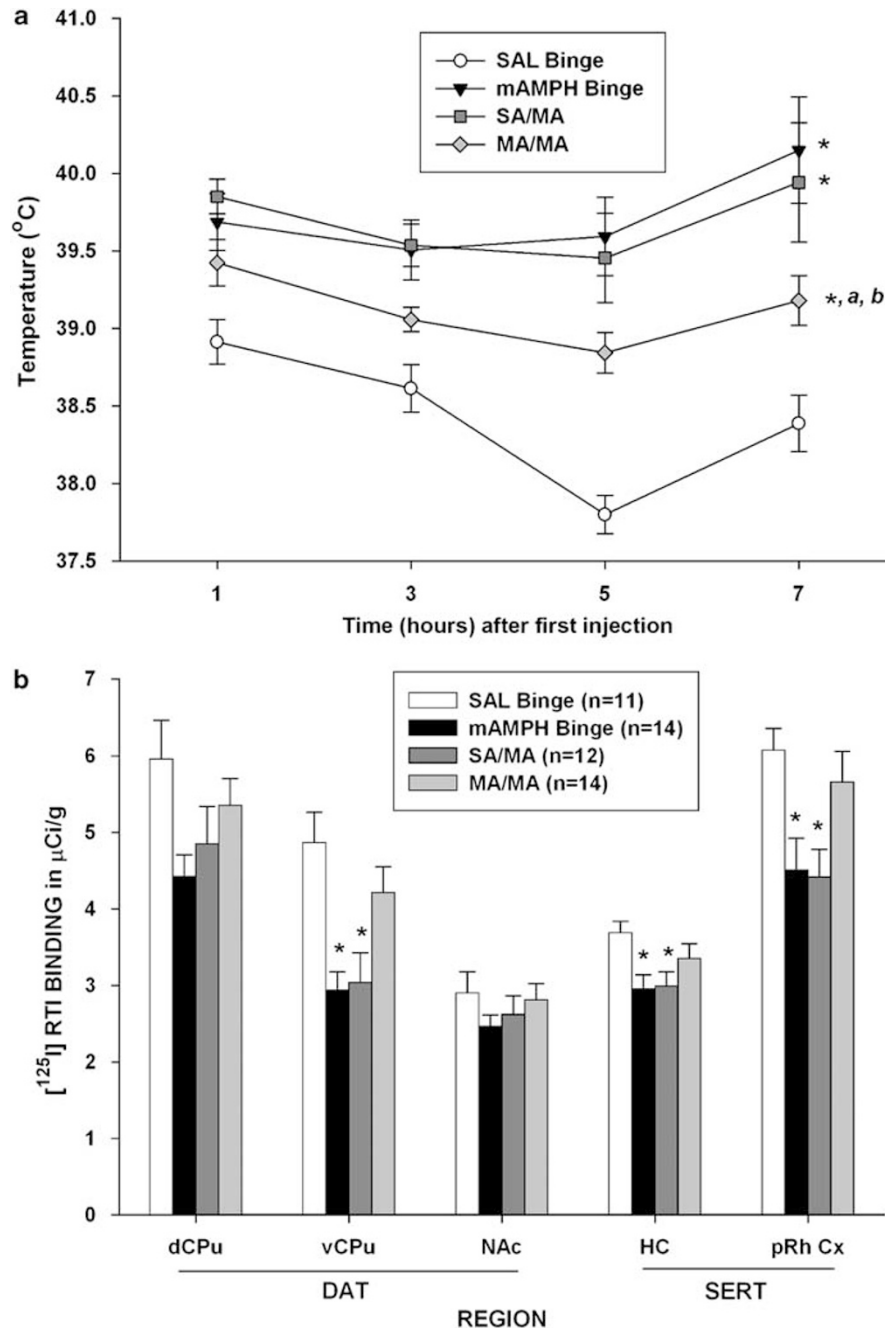 a
41.0
40.5
40.0
39.5
39.0
38.5
38.0
37.5
Temperature (°C)
SAL Binge
mAMPH Binge
SA/MA
MA/MA
*
*
*, a, b
1 3 5 7
Time (hours) after first injection
b
7
6
5
4
3
2
1
0
[¹²⁵I] RTI BINDING in μCi/g
SAL Binge (n=11)
mAMPH Binge (n=14)
SA/MA (n=12)
MA/MA (n=14)
* *
* *
* *
dCPu vCPu NAc HC pRh Cx
DAT SERT
REGION